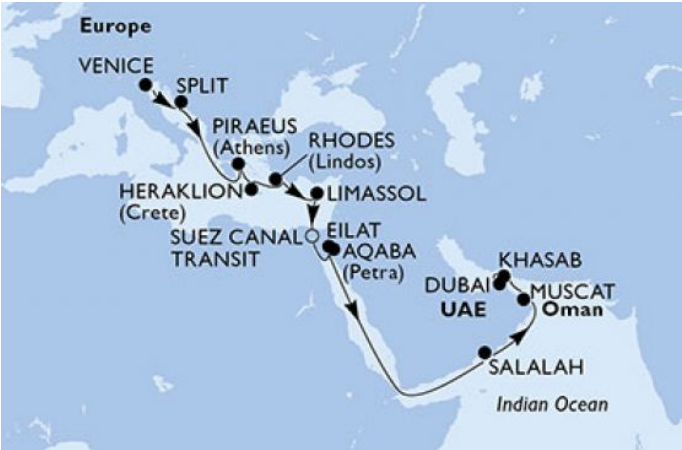 Europe
VENICE
SPLIT
PIRAEUS
(Athens)
RHODES
(Lindos)
HERAKLION
(Crete)
LIMASSOL
SUEZ CANAL
TRANSIT
EILAT
AQABA
(Petra)
KHASAB
DUBAI
UAE
MUSCAT
Oman
SALALAH
Indian Ocean